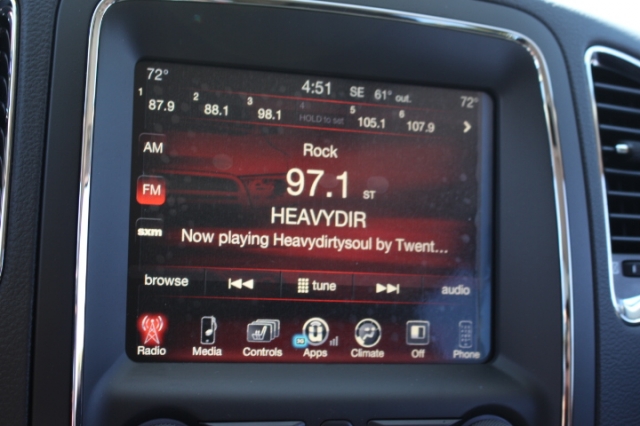 72° 4:51 SE 61° out. 72°
1 87.9 2 88.1 3 98.1 4 HOLD to set 5 105.1 6 107.9
AM
Rock
FM
97.1 ST
HEAVYDIR
sxm
Now playing Heavydirtysoul by Twent...
browse tune audio
3G
Radio Media Controls Apps Climate Off Phone